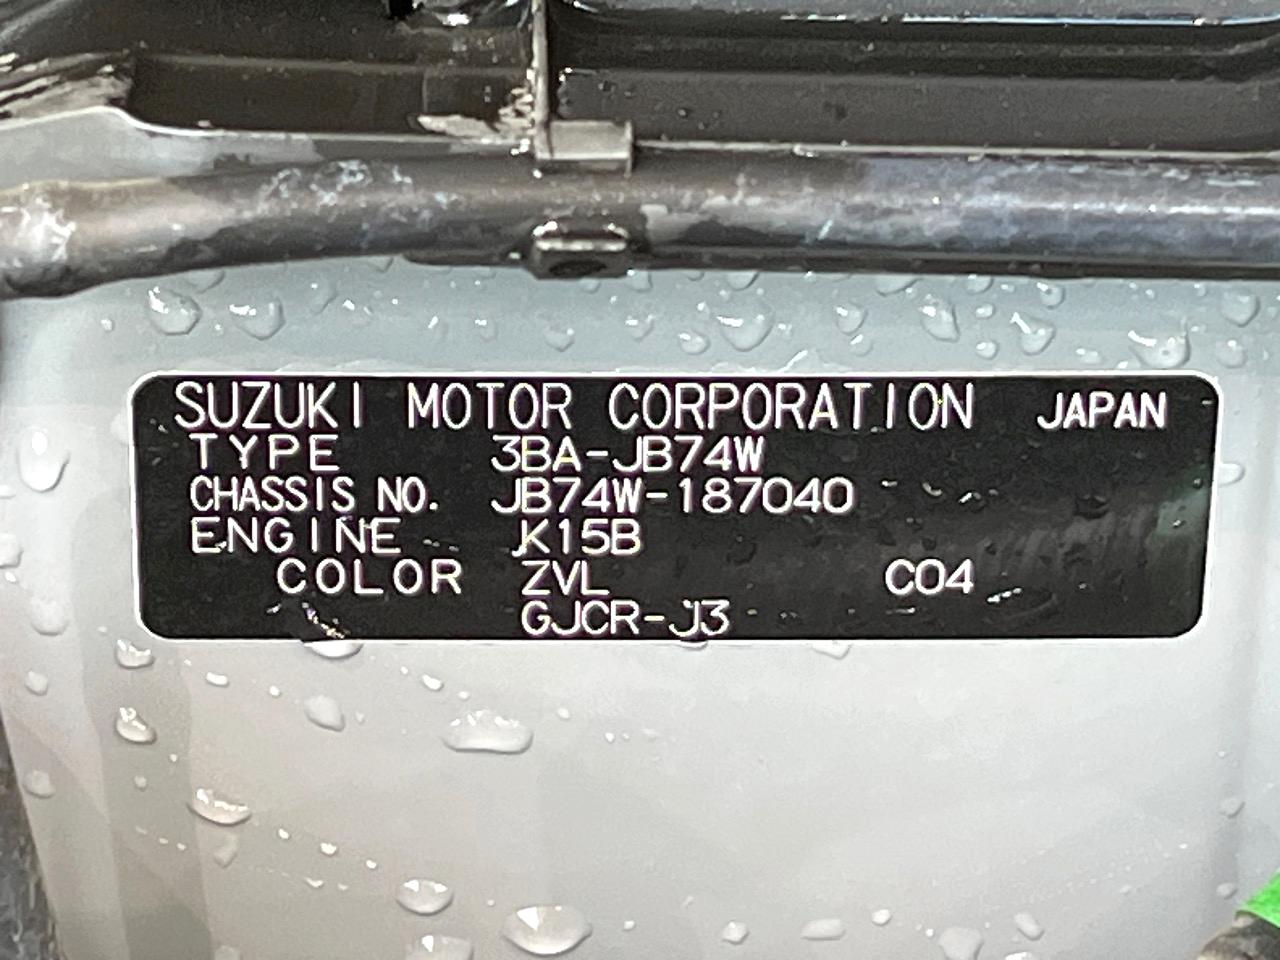 SUZUKI MOTOR CORPORATION JAPAN
TYPE 3BA-JB74W
CHASSIS NO. JB74W-187040
ENGINE K15B
COLOR ZVL C04
GJCR-J3